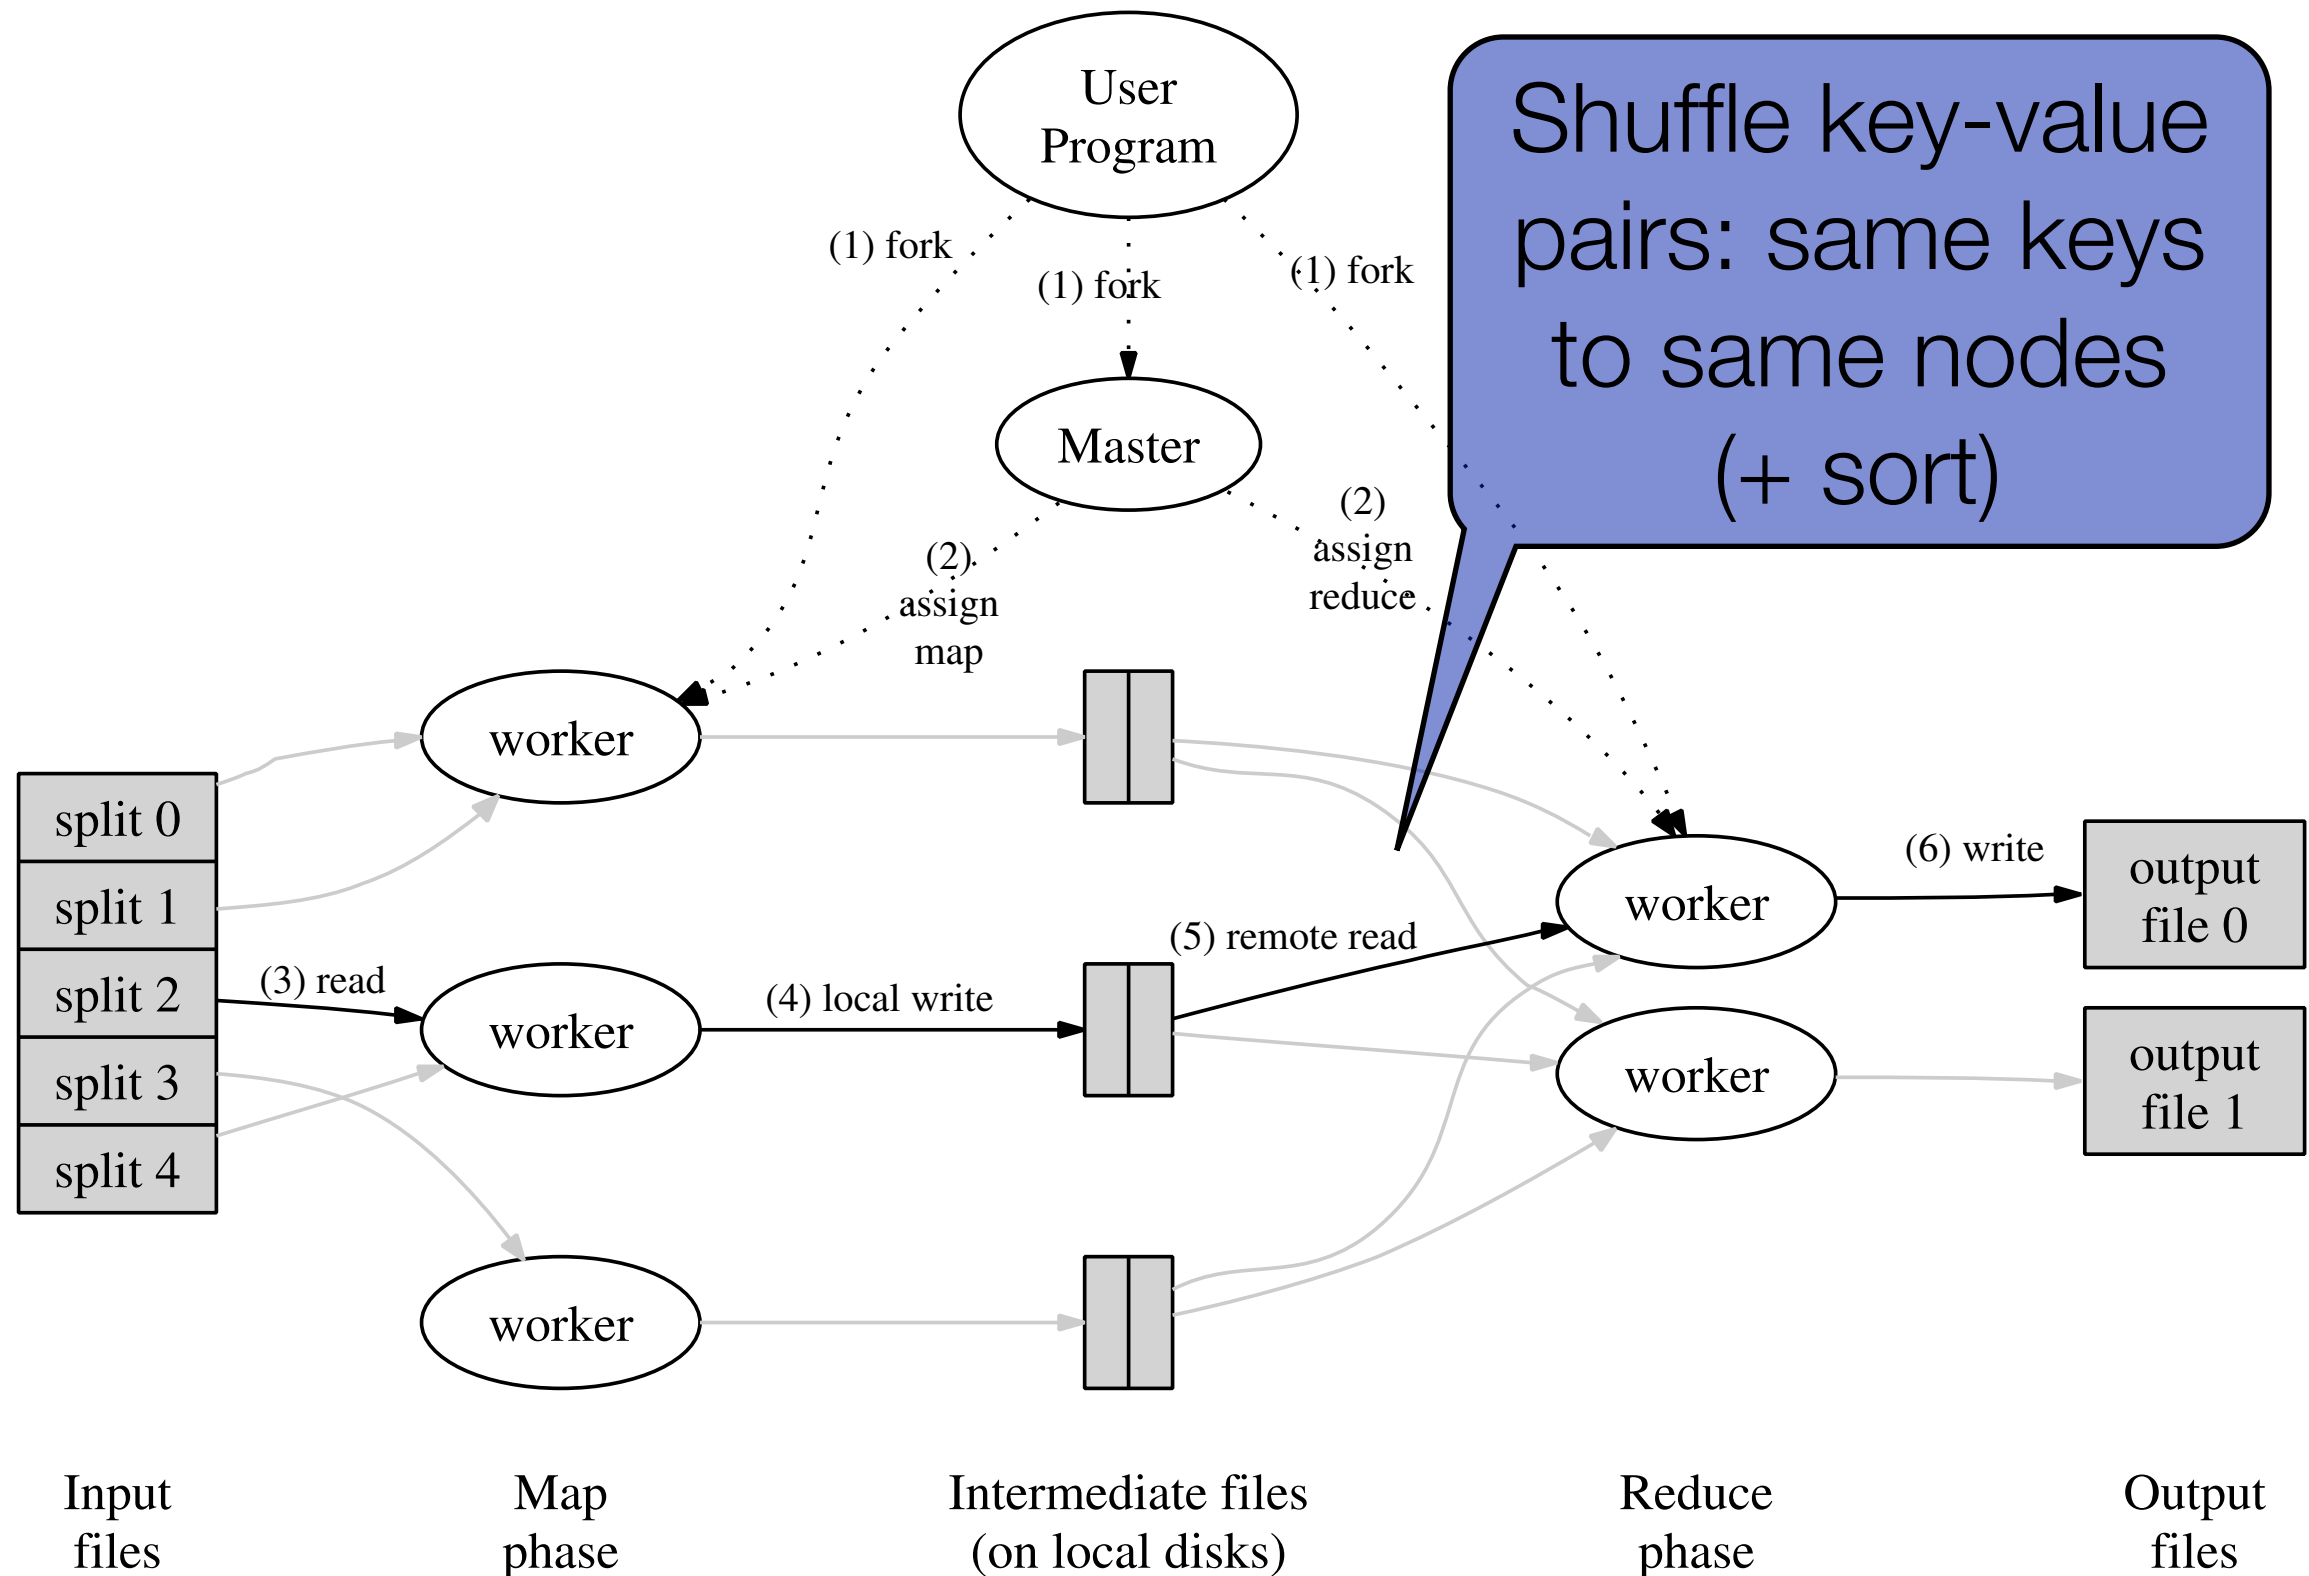 User
Program
Shuffle key-value
pairs: same keys
to same nodes
(+ sort)
(1) fork
(1) fork
(1) fork
Master
(2)
assign
map
(2)
assign
reduce
split 0
split 1
split 2
split 3
split 4
(3) read
worker
worker
worker
(4) local write
(5) remote read
worker
worker
(6) write
output
file 0
output
file 1
Input
files
Map
phase
Intermediate files
(on local disks)
Reduce
phase
Output
files